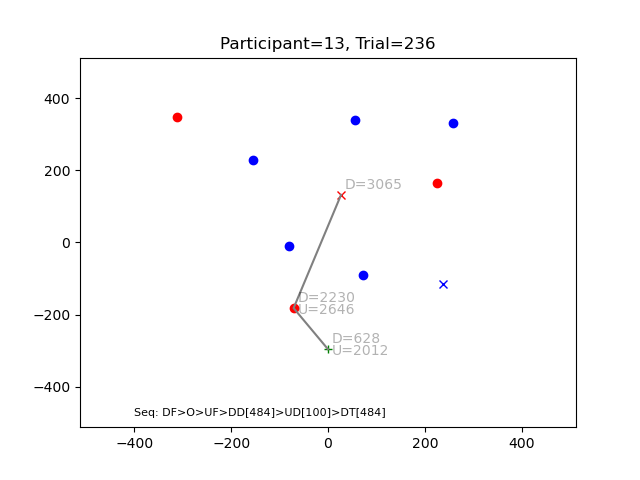 Participant=13, Trial=236
400
200
0
−200
−400
D=3065
D=2230
U=2646
D=628
U=2012
Seq: DF>O>UF>DD[484]>UD[100]>DT[484]
−400
−200
0
200
400